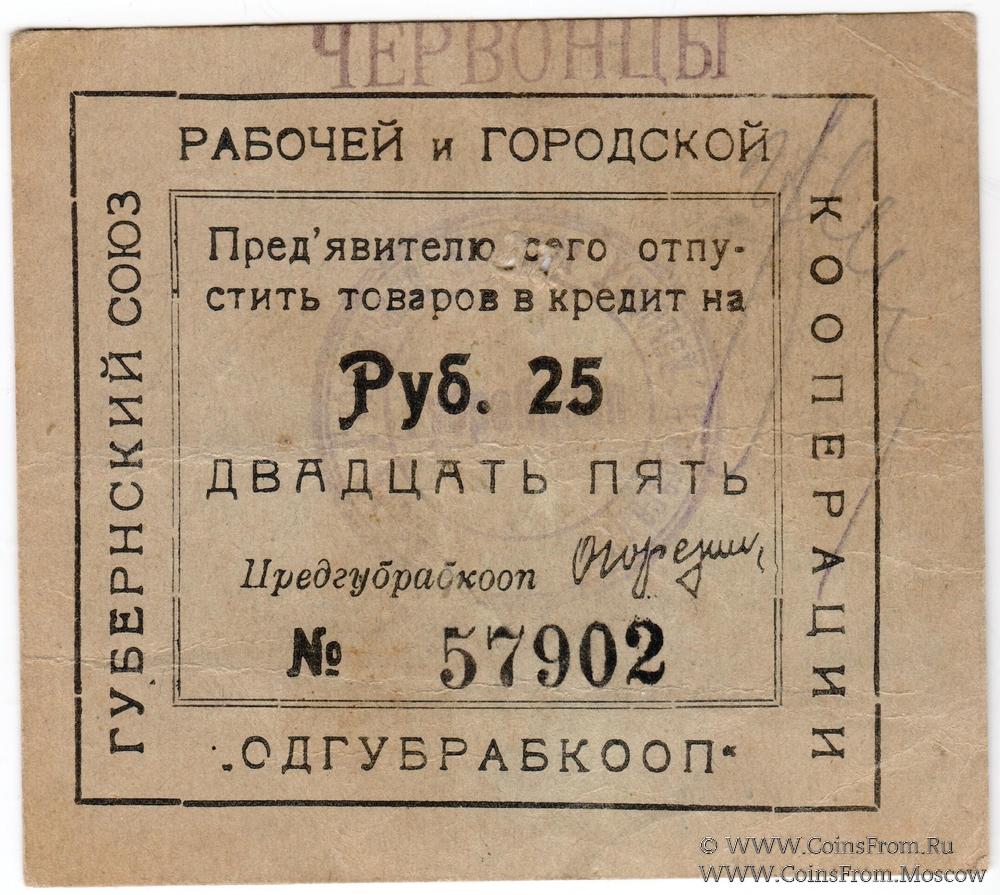 ЧЕРВОНЦЫ
ГУБЕРНСКИЙ СОЮЗ
РАБОЧЕЙ и ГОРОДСКОЙ
КООПЕРАЦИИ
Пред’явителю сего отпу-
стить товаров в кредит на
Руб. 25
ДВАДЦАТЬ ПЯТЬ
Предгубрабкооп
№ 57902
„ОДГУБРАБКООП“
© WWW.CoinsFrom.Ru
WWW.CoinsFrom.Moscow